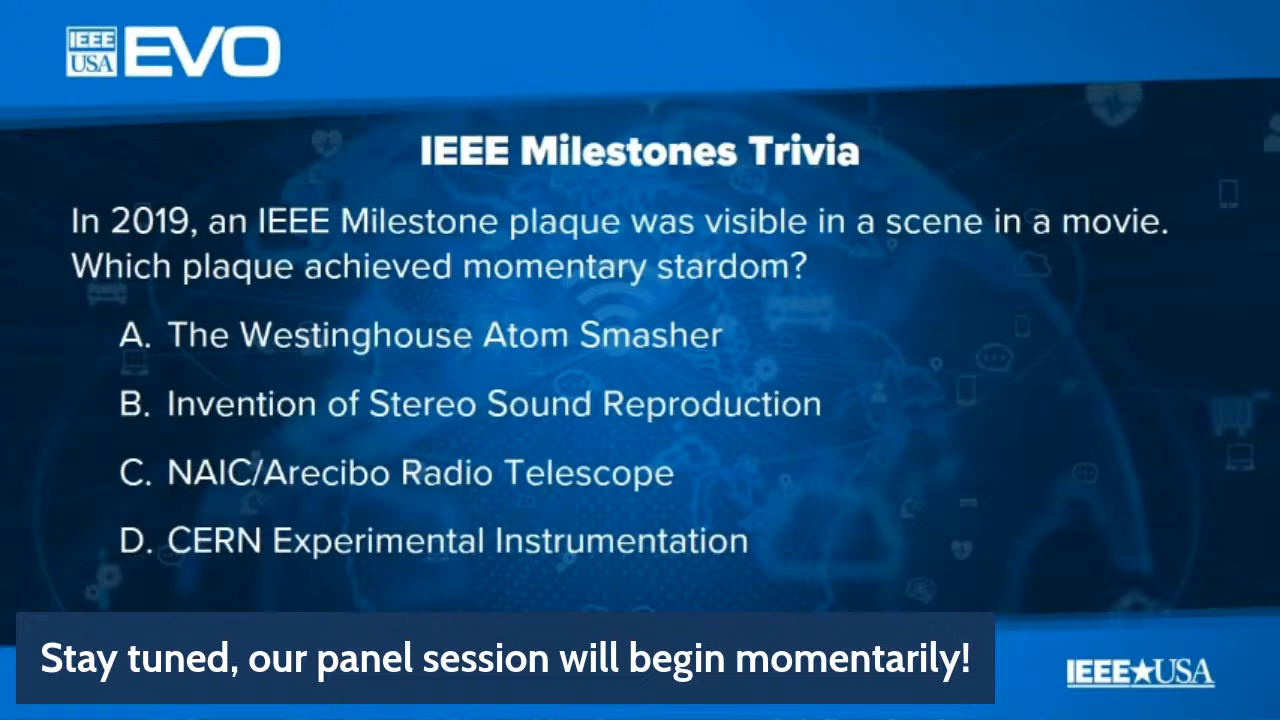 IEEE
USA
EVO
IEEE Milestones Trivia
In 2019, an IEEE Milestone plaque was visible in a scene in a movie.
Which plaque achieved momentary stardom?
A. The Westinghouse Atom Smasher
B. Invention of Stereo Sound Reproduction
C. NAIC/Arecibo Radio Telescope
D. CERN Experimental Instrumentation
Stay tuned, our panel session will begin momentarily!
IEEE★USA